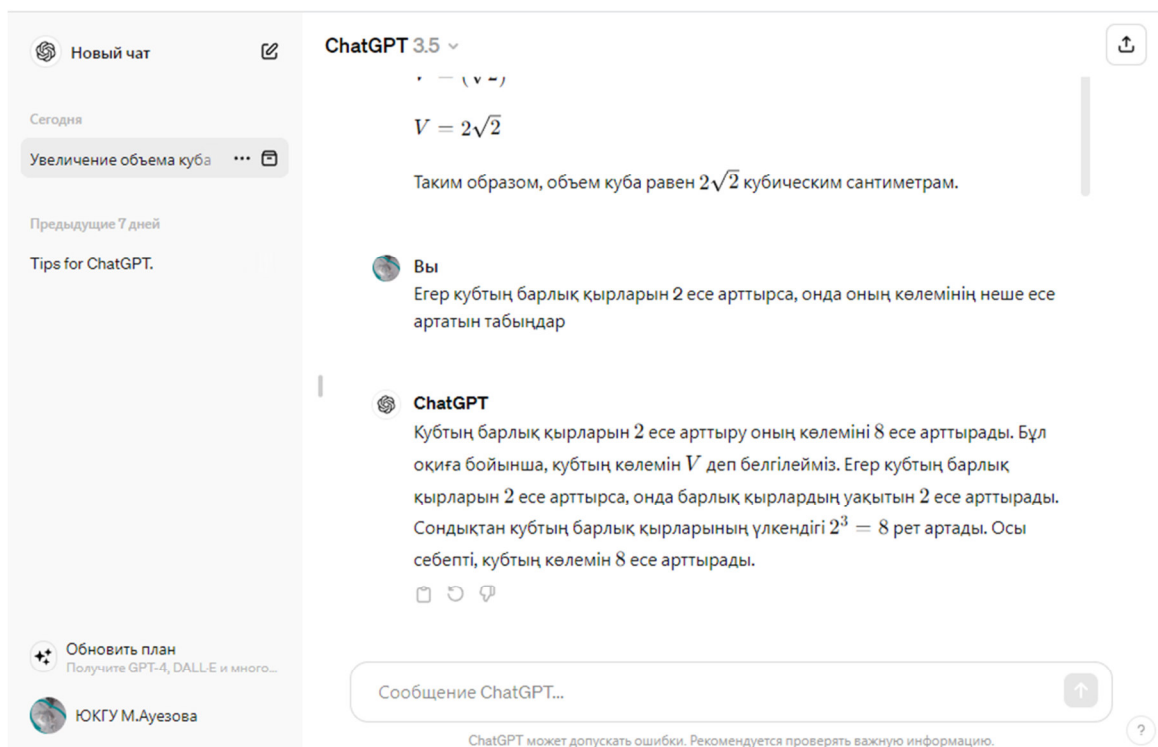 Новый чат
Сегодня
Увеличение объема куба
Предыдущие 7 дней
Tips for ChatGPT.
Обновить план
Получите GPT-4, DALL·E и много...
ЮКГУ М.Ауезова
ChatGPT 3.5
V = 2√2
Таким образом, объем куба равен 2√2 кубическим сантиметрам.
Вы
Егер кубтың барлық қырларын 2 есе арттырса, онда оның көлемінің неше есе
артатын табыңдар
ChatGPT
Кубтың барлық қырларын 2 есе арттыру оның көлеміні 8 есе арттырады. Бұл
оқиға бойынша, кубтың көлемін V деп белгілейміз. Егер кубтың барлық
қырларын 2 есе арттырса, онда барлық қырлардың уақытын 2 есе арттырады.
Сондықтан кубтың барлық қырларының үлкендігі 2³ = 8 рет артады. Осы
себепті, кубтың көлемін 8 есе арттырады.
Сообщение ChatGPT...
ChatGPT может допускать ошибки. Рекомендуется проверять важную информацию.
?